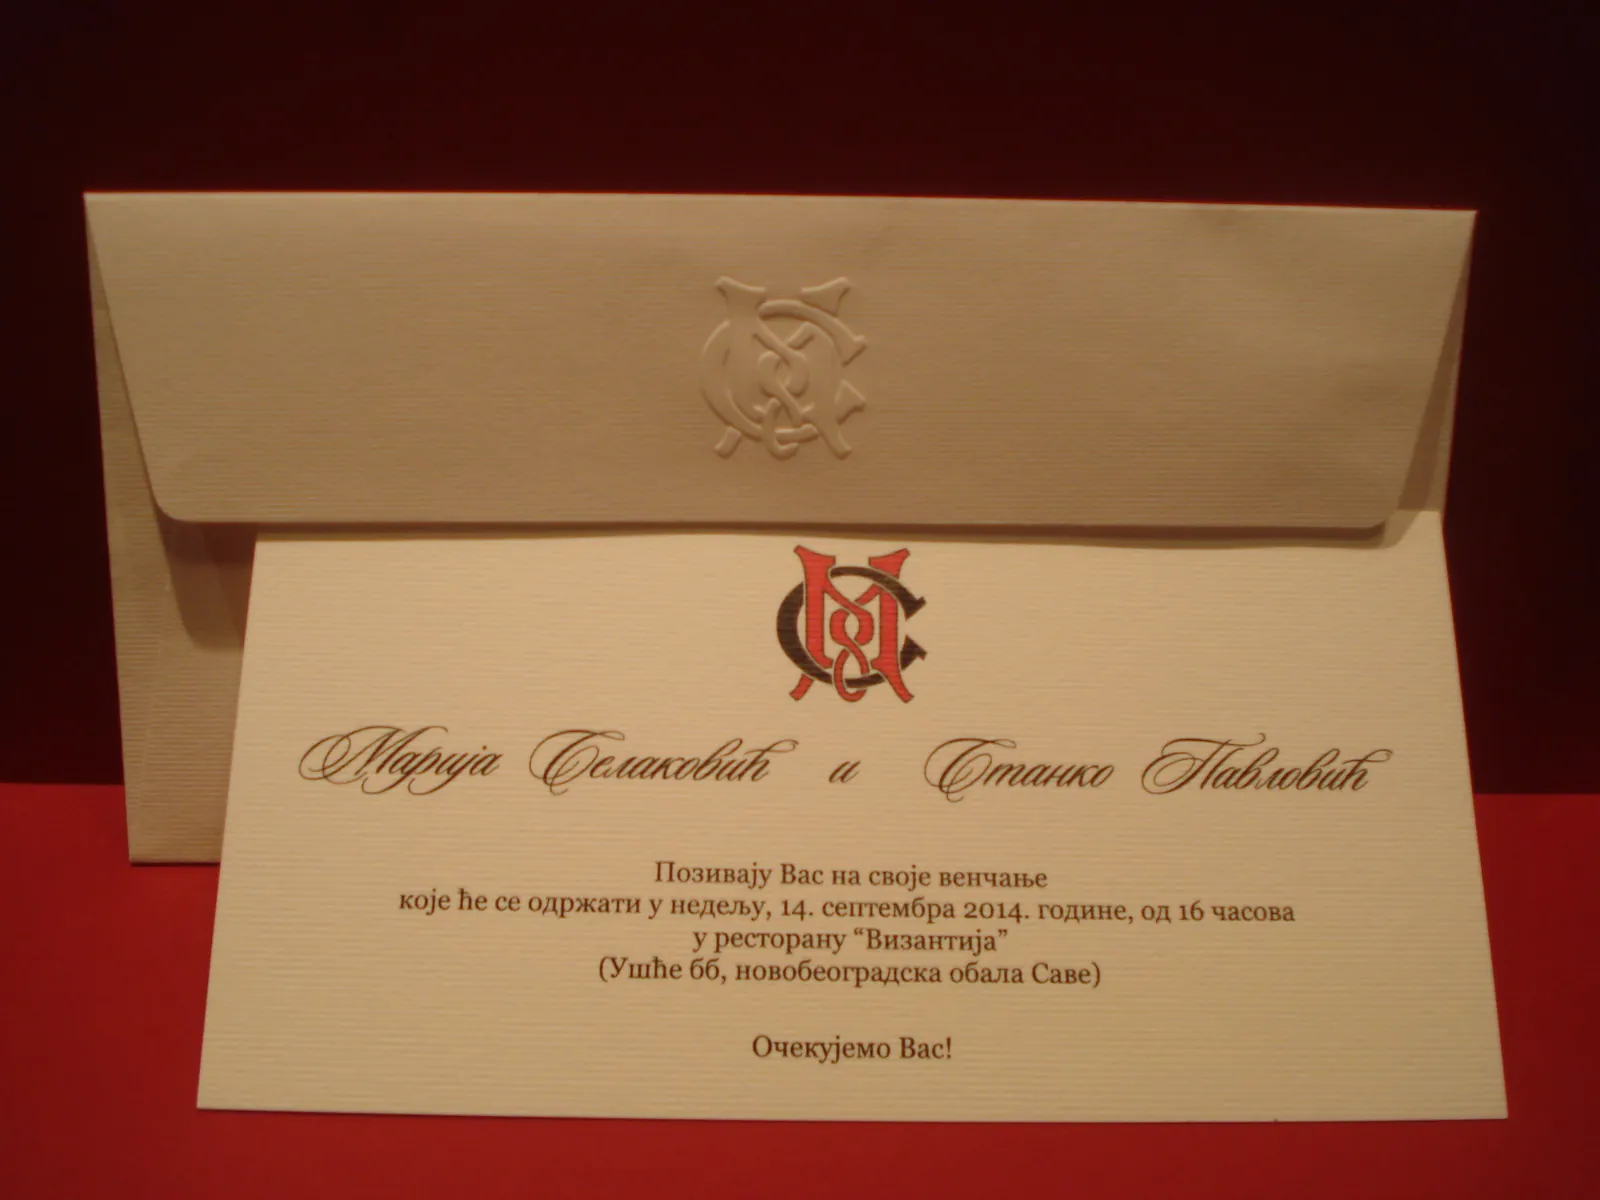 Марија Селаковић и Станко Павловић
Позивају Вас на своје венчање
које ће се одржати у недељу, 14. септембра 2014. године, од 16 часова
у ресторану “Византија”
(Ушће бб, новобеоградска обала Саве)
Очекујемо Вас!